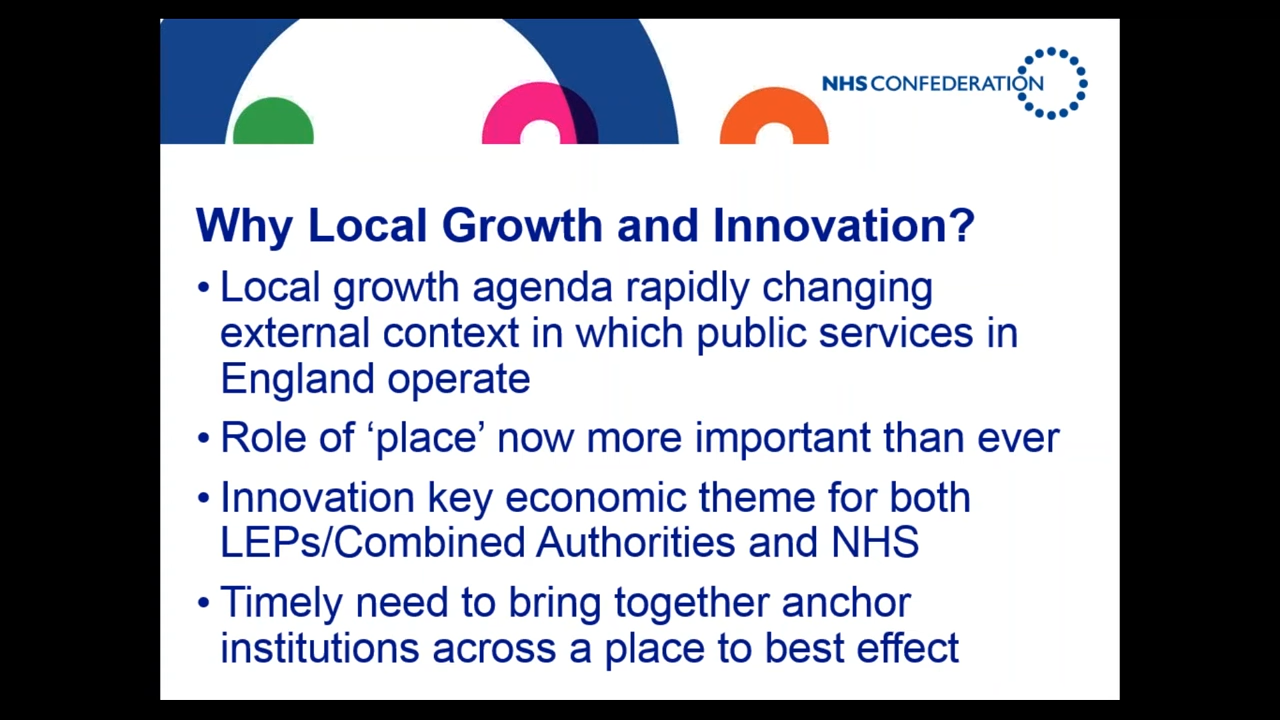 NHS CONFEDERATION
Why Local Growth and Innovation?
• Local growth agenda rapidly changing
external context in which public services in
England operate
• Role of ‘place’ now more important than ever
• Innovation key economic theme for both
LEPs/Combined Authorities and NHS
• Timely need to bring together anchor
institutions across a place to best effect